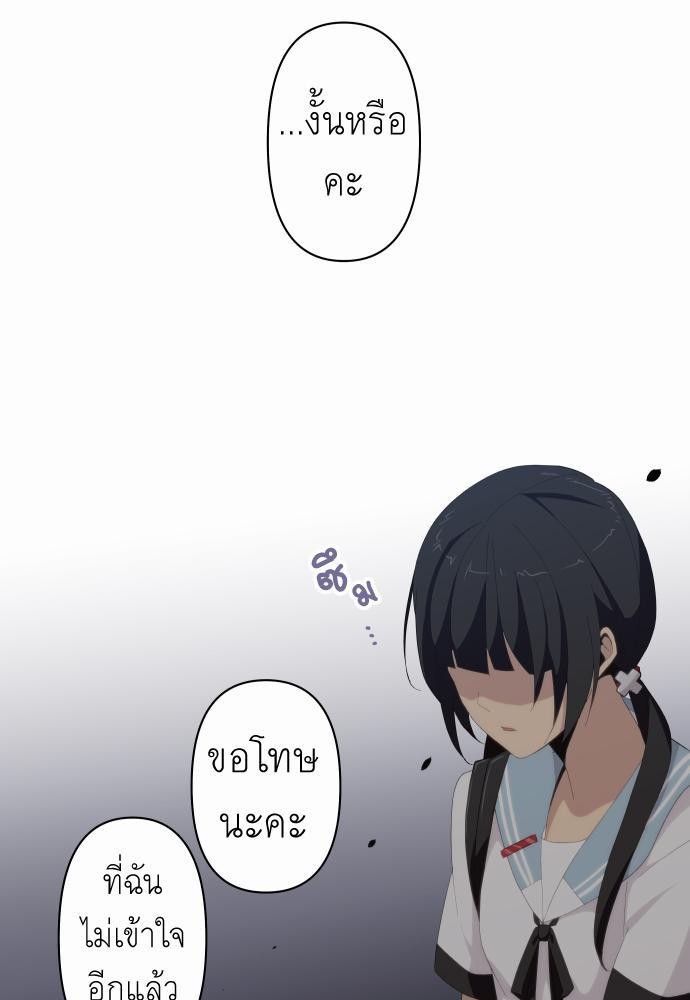 ...งั้นหรือ
คะ
ซึม
...
ขอโทษ
นะคะ
ที่ฉัน
ไม่เข้าใจ
อีกแล้ว